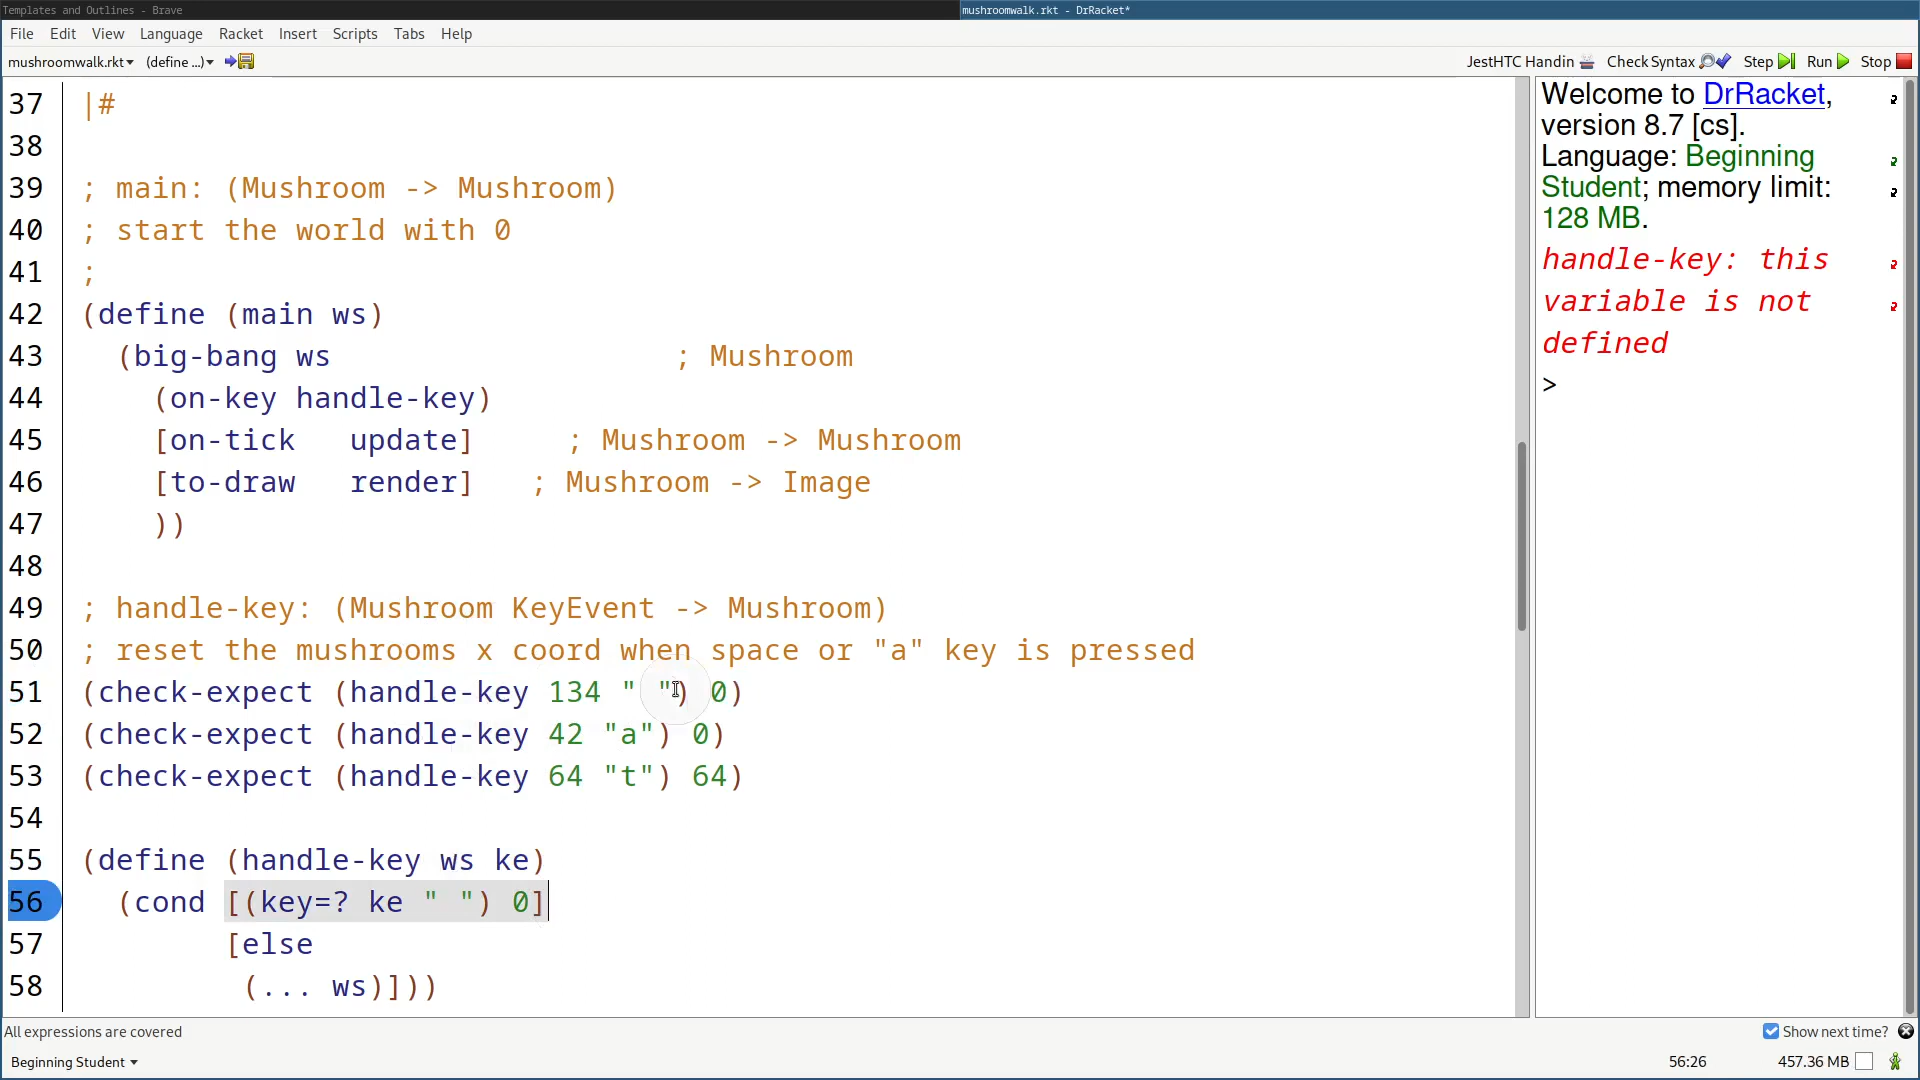 Templates and Outlines - Brave
mushroomwalk.rkt - DrRacket*
File Edit View Language Racket Insert Scripts Tabs Help
mushroomwalk.rkt (define ...) JestHTC Handin Check Syntax Step Run Stop
37 |#
38
39 ; main: (Mushroom -> Mushroom)
40 ; start the world with 0
41 ;
42 (define (main ws)
43 (big-bang ws ; Mushroom
44 (on-key handle-key)
45 [on-tick update] ; Mushroom -> Mushroom
46 [to-draw render] ; Mushroom -> Image
47 ))
48
49 ; handle-key: (Mushroom KeyEvent -> Mushroom)
50 ; reset the mushrooms x coord when space or "a" key is pressed
51 (check-expect (handle-key 134 " ") 0)
52 (check-expect (handle-key 42 "a") 0)
53 (check-expect (handle-key 64 "t") 64)
54
55 (define (handle-key ws ke)
56 (cond [(key=? ke " ") 0]
57 [else
58 (... ws)]))
Welcome to DrRacket,
version 8.7 [cs].
Language: Beginning
Student; memory limit:
128 MB.
handle-key: this
variable is not
defined
>
All expressions are covered
Show next time?
Beginning Student
56:26
457.36 MB